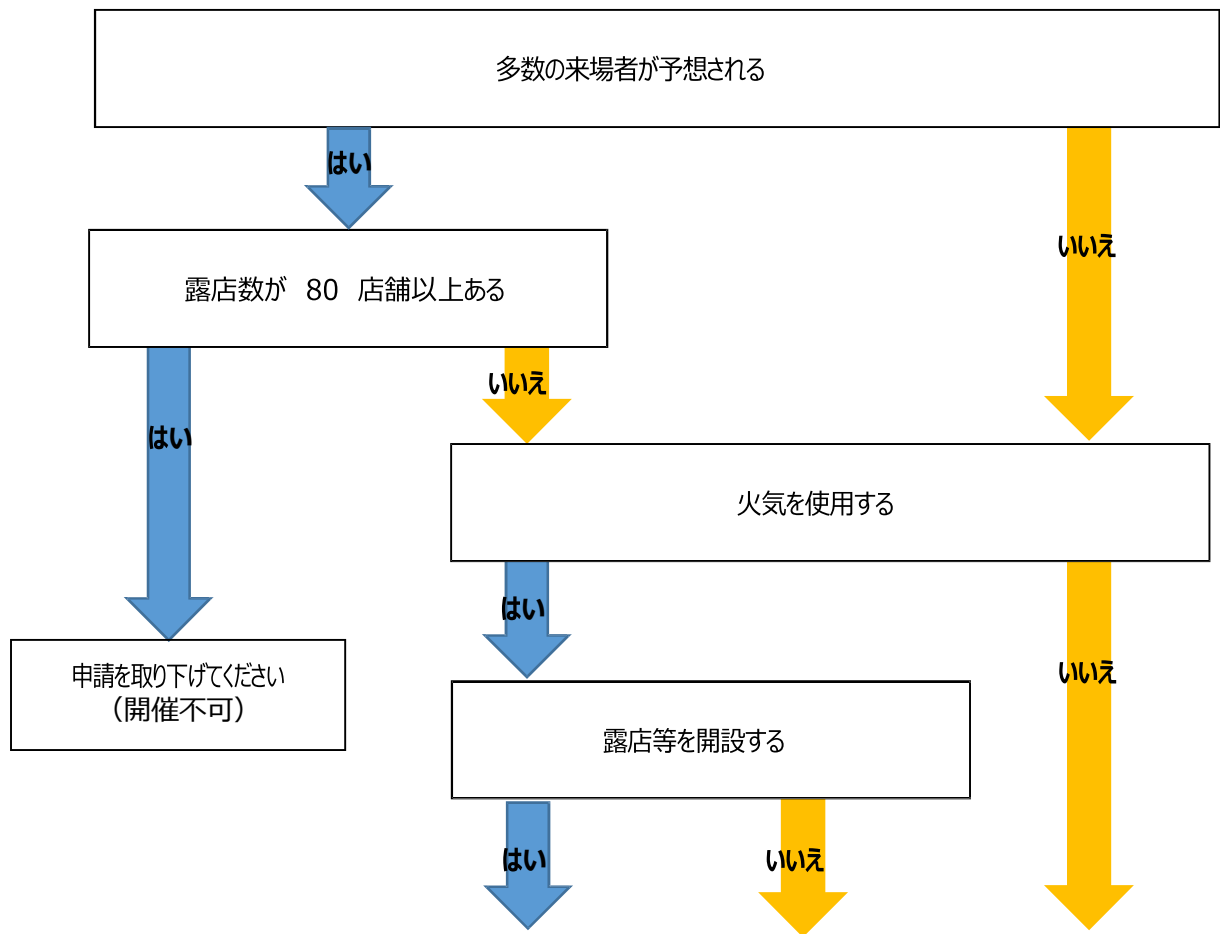 多数の来場者が予想される
はい
いいえ
露店数が　80　店舗以上ある
はい
いいえ
火気を使用する
はい
いいえ
申請を取り下げてください
（開催不可）
露店等を開設する
はい
いいえ